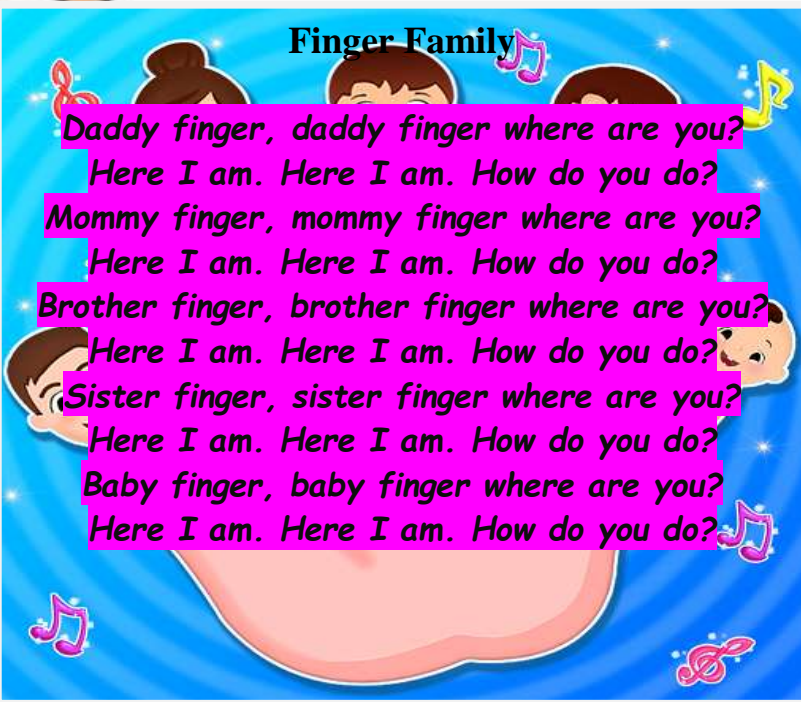 Finger Family
Daddy finger, daddy finger where are you?
Here I am. Here I am. How do you do?
Mommy finger, mommy finger where are you?
Here I am. Here I am. How do you do?
Brother finger, brother finger where are you?
Here I am. Here I am. How do you do?
Sister finger, sister finger where are you?
Here I am. Here I am. How do you do?
Baby finger, baby finger where are you?
Here I am. Here I am. How do you do?